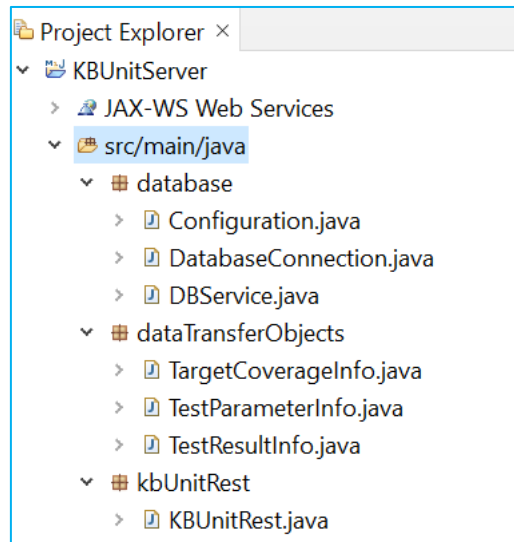 Project Explorer ×
KBUnitServer
JAX-WS Web Services
src/main/java
database
Configuration.java
DatabaseConnection.java
DBService.java
dataTransferObjects
TargetCoverageInfo.java
TestParameterInfo.java
TestResultInfo.java
kbUnitRest
KBUnitRest.java